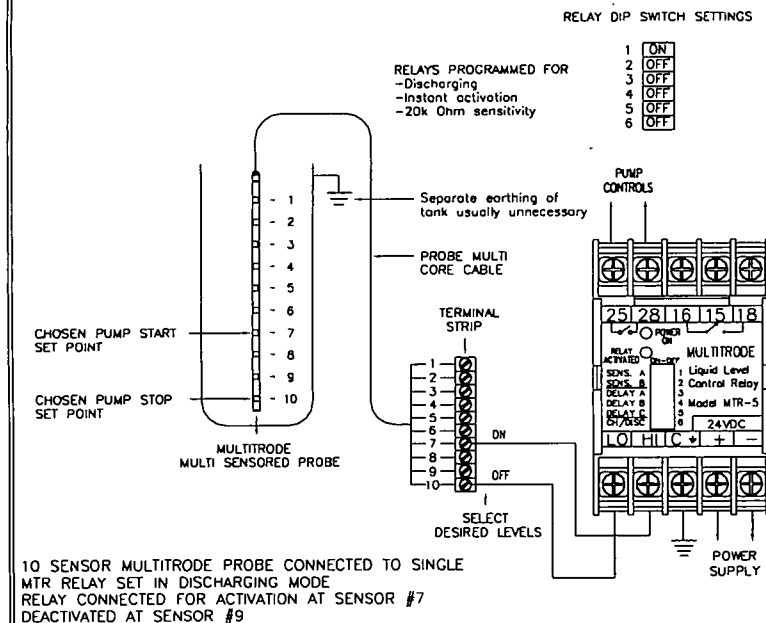 RELAY DIP SWITCH SETTINGS
1 ON
2 OFF
3 OFF
4 OFF
5 OFF
6 OFF
RELAYS PROGRAMMED FOR
-Discharging
-Instant activation
-20k Ohm sensitivity
PUMP
CONTROLS
Separate earthing of
tank usually unnecessary
PROBE MULTI
CORE CABLE
- 1
- 2
- 3
- 4
- 5
- 6
- 7
- 8
- 9
- 10
CHOSEN PUMP START
SET POINT
CHOSEN PUMP STOP
SET POINT
MULTITRODE
MULTI SENSORED PROBE
TERMINAL
STRIP
1
2
3
4
5
6
7
8
9
10
ON
OFF
SELECT
DESIRED LEVELS
25 28 16 15 18
POWER
ON
RELAY
ACTIVATED
ON-OFF
SENS. A 1
SENS. B 2
DELAY A 3
DELAY B 4
DELAY C 5
CH/DISC 6
MULTITRODE
Liquid Level
Control Relay
Model MTR-5
24VDC
LO HI C + -
POWER
SUPPLY
10 SENSOR MULTITRODE PROBE CONNECTED TO SINGLE
MTR RELAY SET IN DISCHARGING MODE
RELAY CONNECTED FOR ACTIVATION AT SENSOR #7
DEACTIVATED AT SENSOR #9